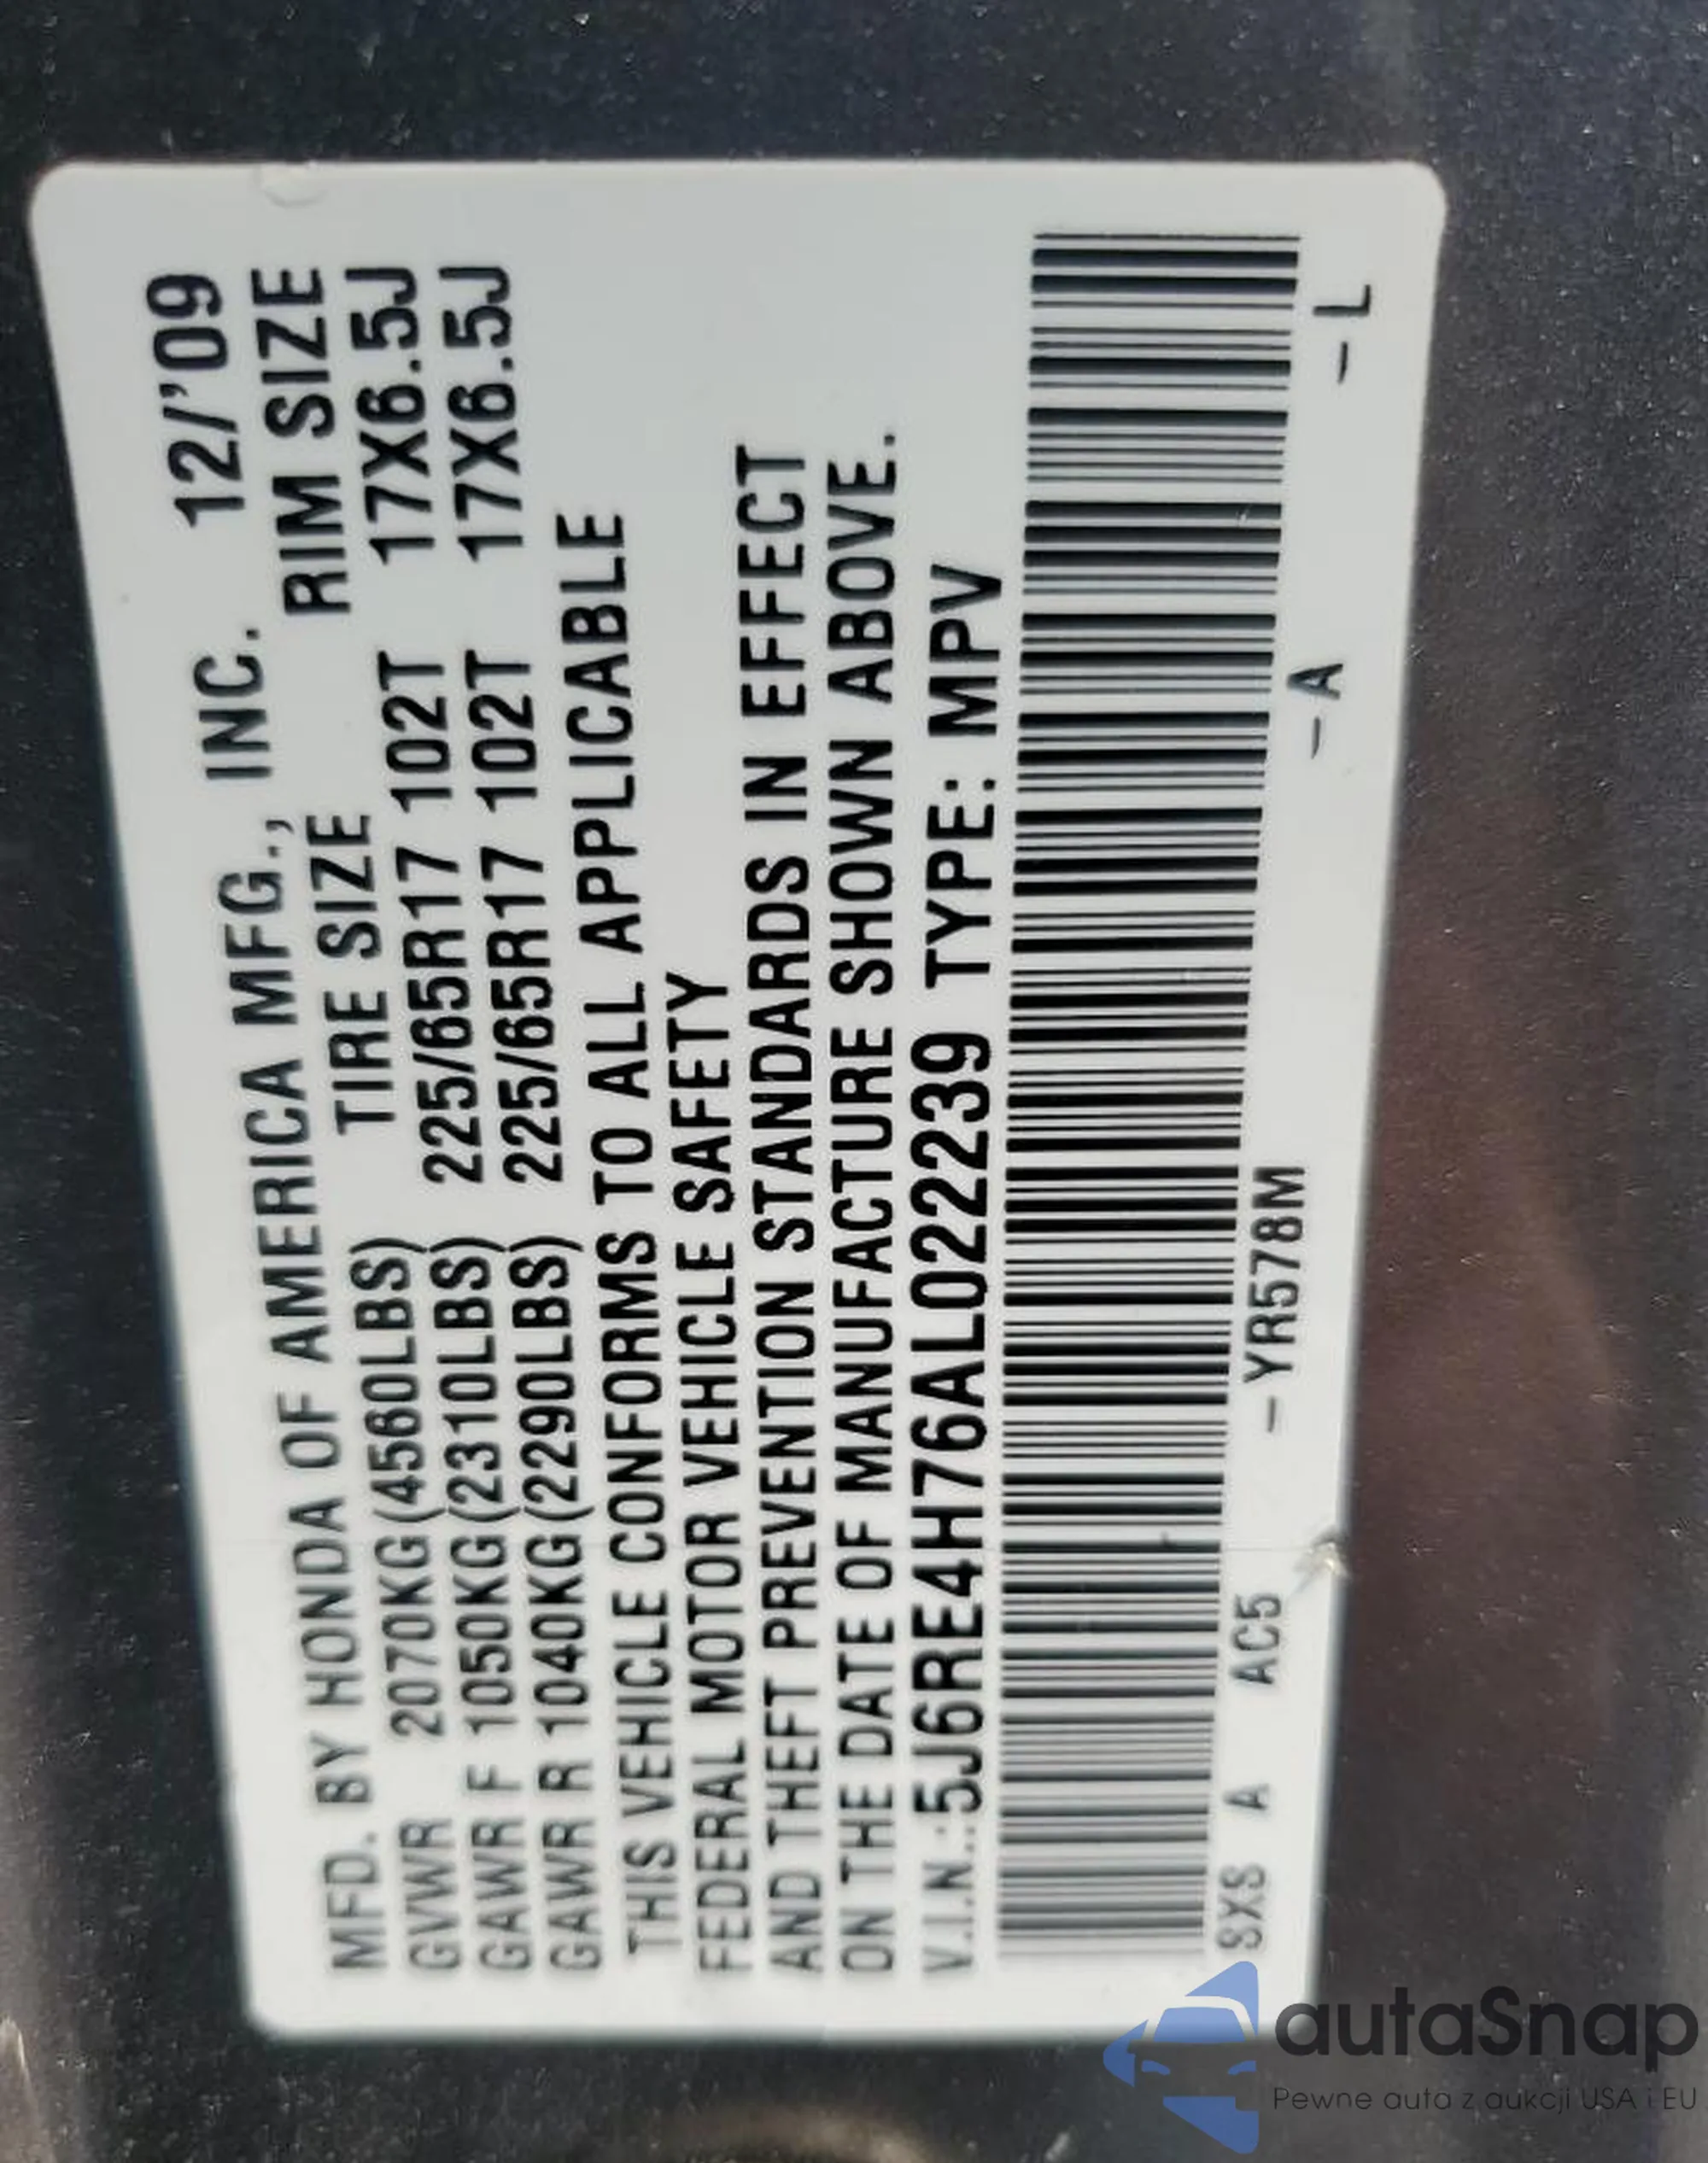 MFD. BY HONDA OF AMERICA MFG., INC. 12/'09
TIRE SIZE RIM SIZE
GVWR 2070KG(4560LBS)
GAWR F 1050KG(2310LBS) 225/65R17 102T 17X6.5J
GAWR R 1040KG(2290LBS) 225/65R17 102T 17X6.5J
THIS VEHICLE CONFORMS TO ALL APPLICABLE
FEDERAL MOTOR VEHICLE SAFETY
AND THEFT PREVENTION STANDARDS IN EFFECT
ON THE DATE OF MANUFACTURE SHOWN ABOVE.
V.I.N.:5J6RE4H76AL022239 TYPE: MPV
SXS A AC5 -YR578M -A -L
autaSnap
Pewne auta z aukcji USA i EU